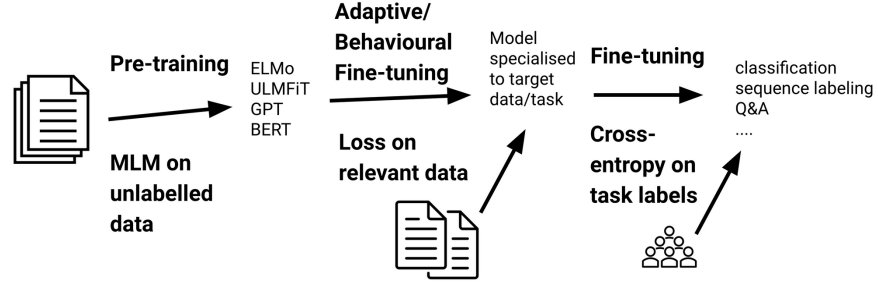 Pre-training
MLM on
unlabelled
data
ELMo
ULMFiT
GPT
BERT
Adaptive/
Behavioural
Fine-tuning
Loss on
relevant data
Model
specialised
to target
data/task
Fine-tuning
Cross-
entropy on
task labels
classification
sequence labeling
Q&A
....